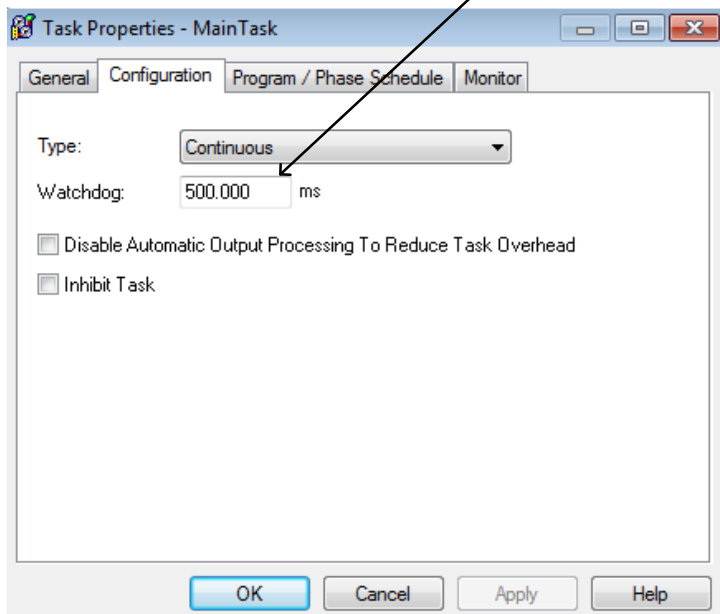 Task Properties - MainTask
General Configuration Program / Phase Schedule Monitor
Type: Continuous
Watchdog: 500.000 ms
Disable Automatic Output Processing To Reduce Task Overhead
Inhibit Task
OK Cancel Apply Help